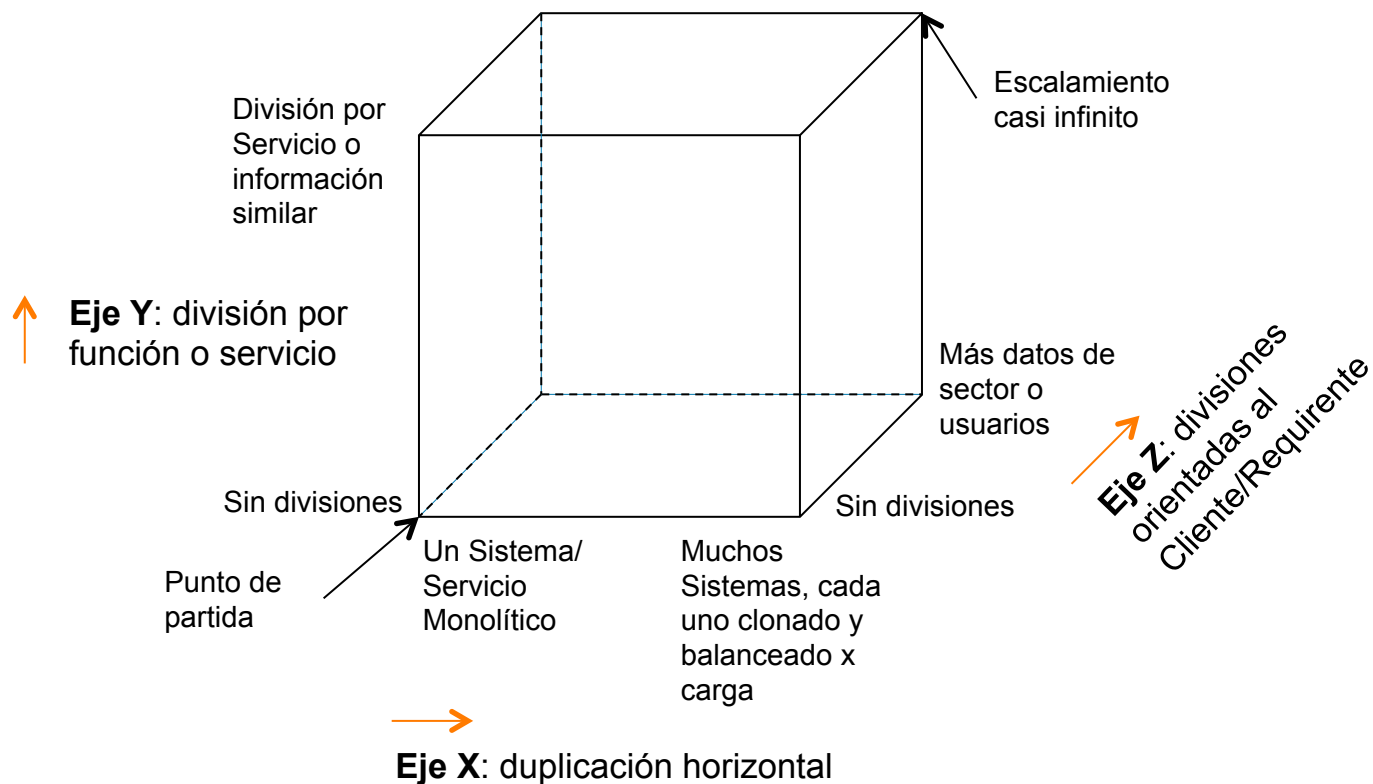 División por
Servicio o
información
similar
Escalamiento
casi infinito
Eje Y: división por
función o servicio
Más datos de
sector o
usuarios
Eje Z: divisiones
orientadas al
Cliente/Requirente
Sin divisiones
Sin divisiones
Punto de
partida
Un Sistema/
Servicio
Monolítico
Muchos
Sistemas, cada
uno clonado y
balanceado x
carga
Eje X: duplicación horizontal